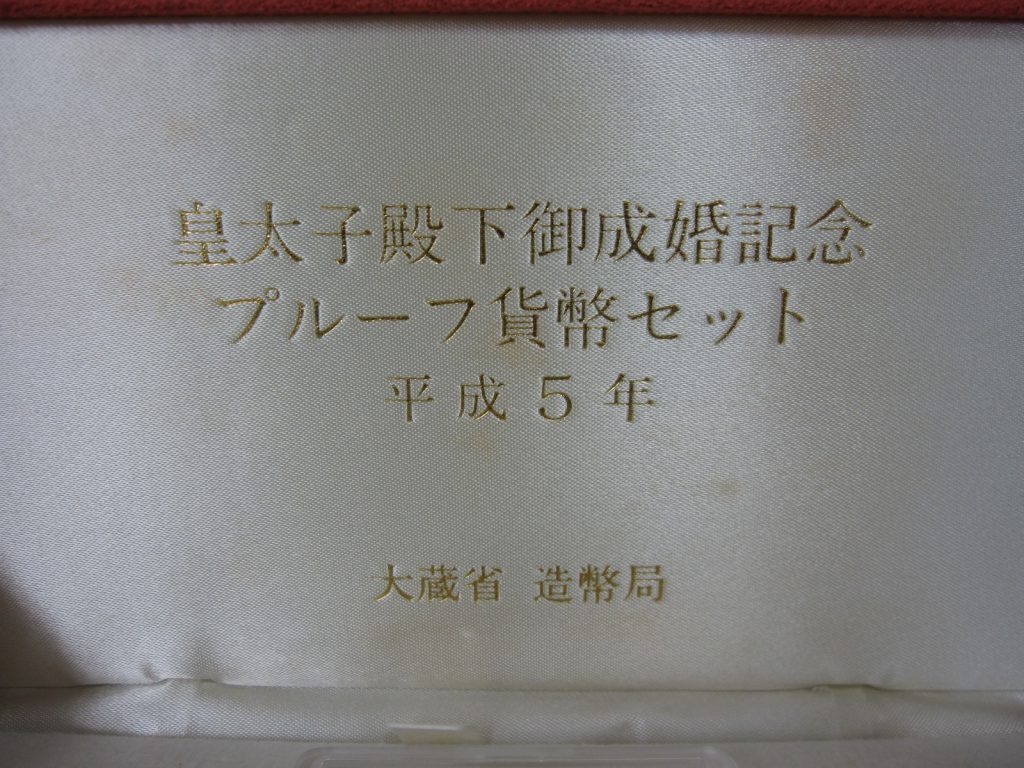 皇太子殿下御成婚記念
プルーフ貨幣セット
平成5年
大蔵省 造幣局